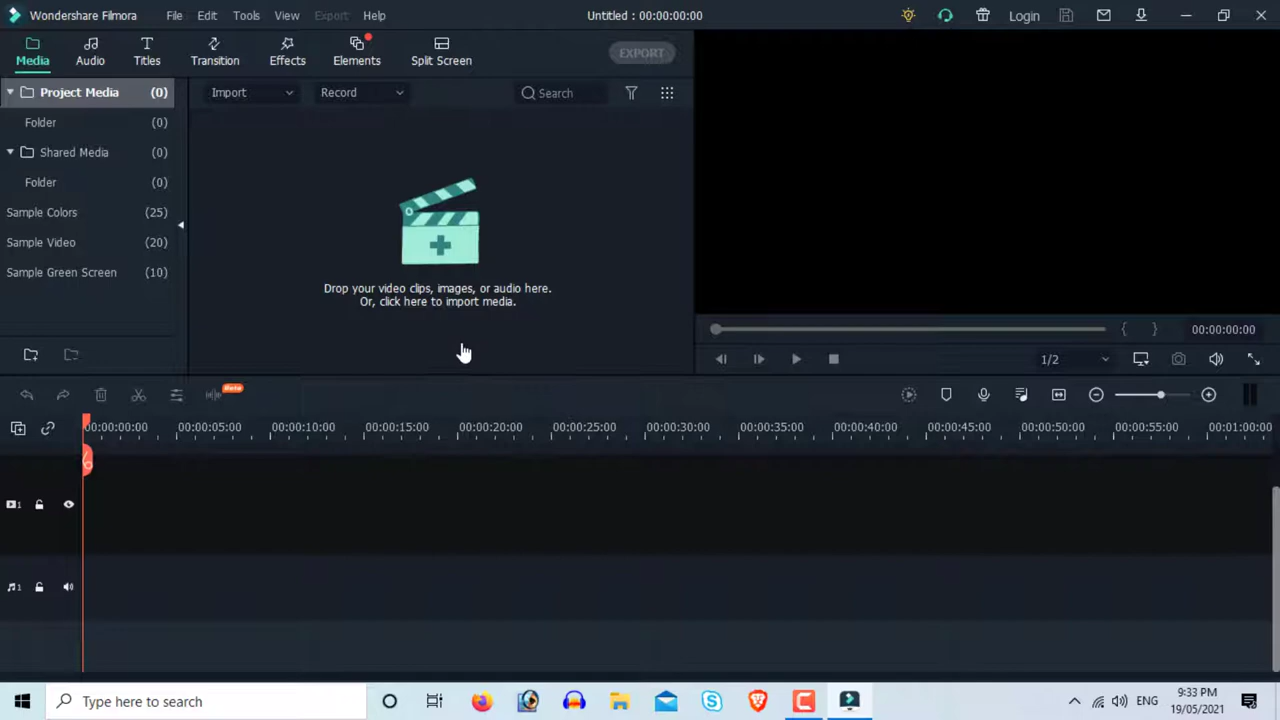 Wondershare Filmora File Edit Tools View Export Help Untitled : 00:00:00:00 Login
Media Audio Titles Transition Effects Elements Split Screen EXPORT
Project Media (0)
Folder (0)
Shared Media (0)
Folder (0)
Sample Colors (25)
Sample Video (20)
Sample Green Screen (10)
Import Record Search
Drop your video clips, images, or audio here.
Or, click here to import media.
00:00:00:00
1/2
Beta
00:00:00:00 00:00:05:00 00:00:10:00 00:00:15:00 00:00:20:00 00:00:25:00 00:00:30:00 00:00:35:00 00:00:40:00 00:00:45:00 00:00:50:00 00:00:55:00 00:01:00:00
1
1
Type here to search ENG 9:33 PM
19/05/2021